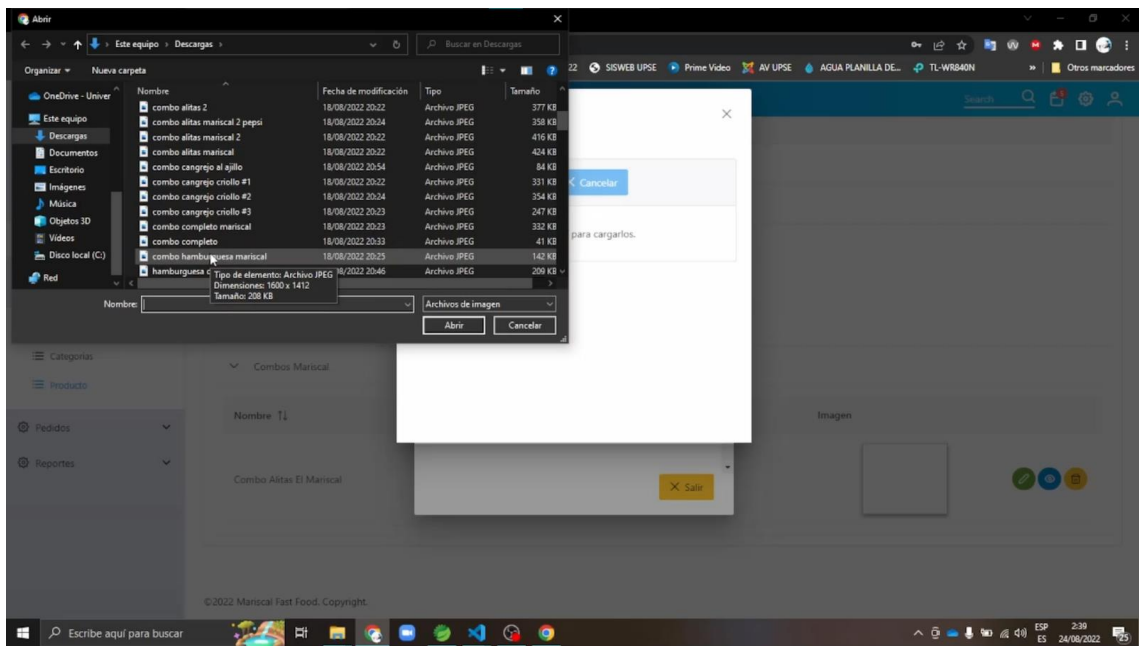 Abrir
Este equipo › Descargas ›
Buscar en Descargas
Organizar
Nueva carpeta
22 SISWEB UPSE Prime Video AV UPSE AGUA PLANILLA DE... TL-WR840N » Otros marcadores
OneDrive - Univer
Este equipo
Descargas
Documentos
Escritorio
Imágenes
Música
Objetos 3D
Vídeos
Disco local (C:)
Red
Nombre Fecha de modificación Tipo Tamaño
combo alitas 2 18/08/2022 20:22 Archivo JPEG 377 KB
combo alitas mariscal 2 pepsi 18/08/2022 20:24 Archivo JPEG 358 KB
combo alitas mariscal 2 18/08/2022 20:22 Archivo JPEG 416 KB
combo alitas mariscal 18/08/2022 20:22 Archivo JPEG 424 KB
combo cangrejo al ajillo 18/08/2022 20:54 Archivo JPEG 84 KB
combo cangrejo criollo #1 18/08/2022 20:22 Archivo JPEG 331 KB
combo cangrejo criollo #2 18/08/2022 20:24 Archivo JPEG 354 KB
combo cangrejo criollo #3 18/08/2022 20:23 Archivo JPEG 247 KB
combo completo mariscal 18/08/2022 20:23 Archivo JPEG 332 KB
combo completo 18/08/2022 20:33 Archivo JPEG 41 KB
combo hamburguesa mariscal 18/08/2022 20:25 Archivo JPEG 142 KB
hamburguesa 18/08/2022 20:46 Archivo JPEG 209 KB
Tipo de elemento: Archivo JPEG
Dimensiones: 1600 x 1412
Tamaño: 208 KB
Nombre:
Archivos de imagen
Abrir
Cancelar
Search
Cancelar
para cargarlos.
Categorias
Producto
Pedidos
Reportes
Combos Mariscal
Nombre
Imagen
Combo Alitas El Mariscal
Salir
©2022 Mariscal Fast Food. Copyright.
Escribe aquí para buscar
ESP
ES
2:39
24/08/2022
25